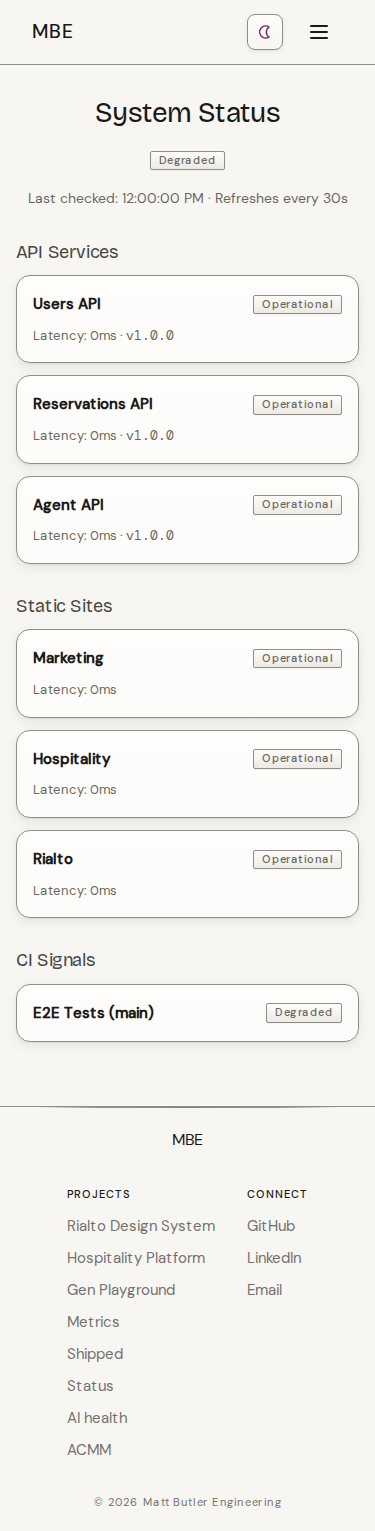 MBE
System Status
Degraded
Last checked: 12:00:00 PM · Refreshes every 30s
API Services
Users API
Operational
Latency: 0ms · v1.0.0
Reservations API
Operational
Latency: 0ms · v1.0.0
Agent API
Operational
Latency: 0ms · v1.0.0
Static Sites
Marketing
Operational
Latency: 0ms
Hospitality
Operational
Latency: 0ms
Rialto
Operational
Latency: 0ms
CI Signals
E2E Tests (main)
Degraded
MBE
PROJECTS
Rialto Design System
Hospitality Platform
Gen Playground
Metrics
Shipped
Status
AI health
ACMM
CONNECT
GitHub
LinkedIn
Email
© 2026 Matt Butler Engineering